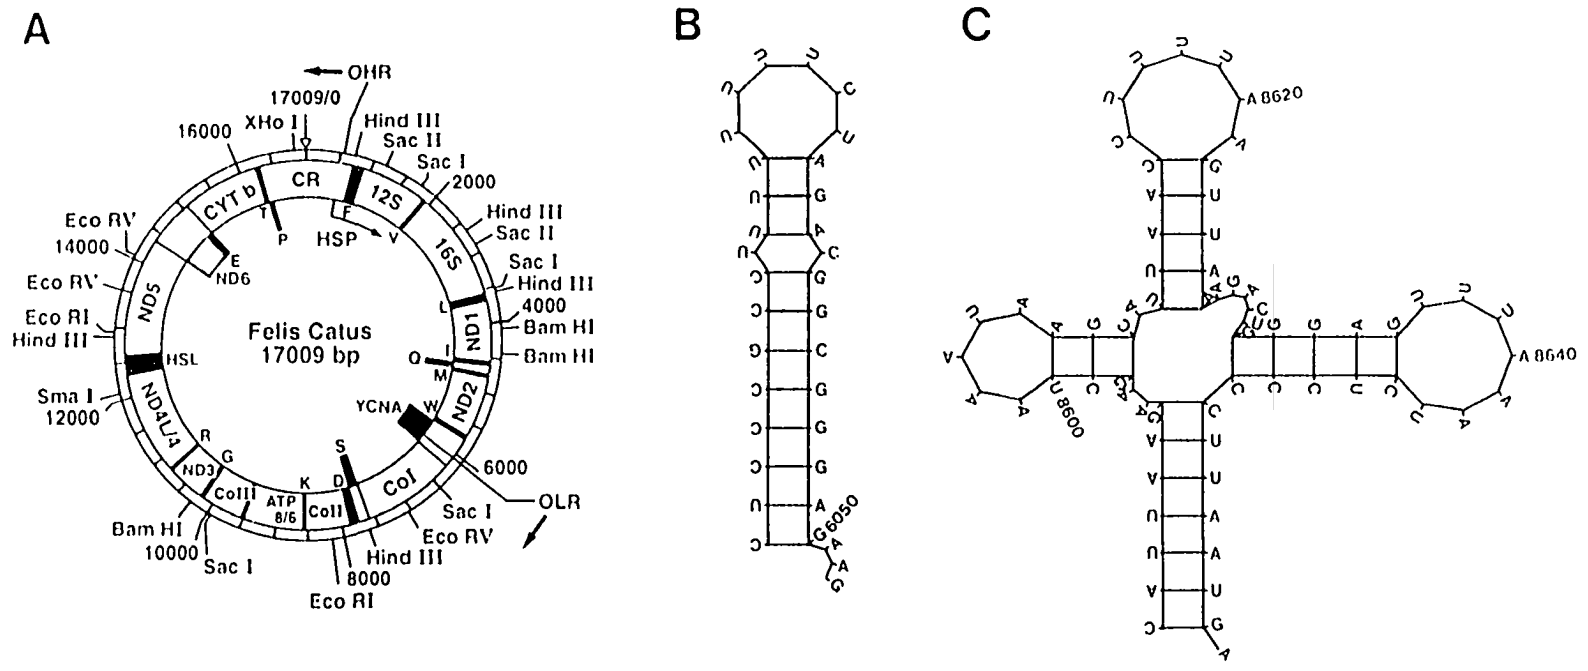 A
B
C
OHR
17009/0
XHo I
16000
Hind III
Sac II
Sac I
2000
Hind III
Sac II
Sac I
Hind III
4000
Bam HI
Bam HI
6000
OLR
Sac I
Eco RV
Hind III
8000
Eco RI
Sac I
10000
Bam HI
12000
Sma I
Hind III
Eco RI
Eco RV
14000
Eco RV
CYT b
CR
12S
T
P
F
HSP
V
16S
E
ND6
ND5
L
ND1
Felis Catus
17009 bp
HSL
Q
I
M
ND2
YCNA
W
ND4L/4
R
G
S
ND3
CoIII
K
D
ATP
8/6
CoII
CoI
U U
U C
U U
U A
U G
U A
U C
C G
C G
G C
C G
C G
C G
U A
C G 6050
A
A
G
U U U
U A 8620
C A
C G
A U
A U
U A
U A
A G A C
U A A G C A
G G A G
U U U
A 8640
A A
A U 8600 C C
G A A G
C C C U C
U A A
C
A U
A U
U A
U A
A U
C G
A